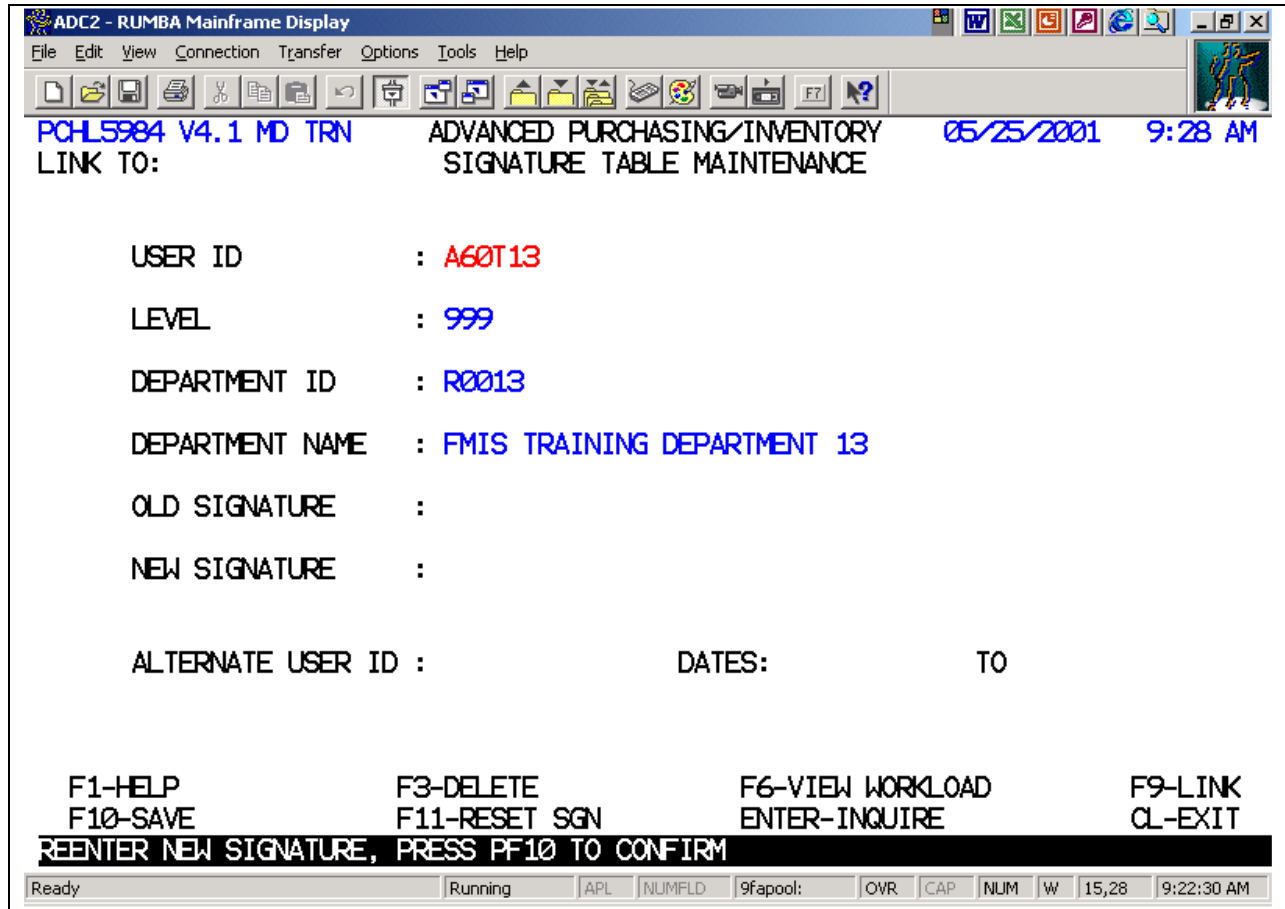 ADC2 - RUMBA Mainframe Display
File Edit View Connection Transfer Options Tools Help
F7
PCHL5984 V4.1 MD TRN ADVANCED PURCHASING/INVENTORY 05/25/2001 9:28 AM
LINK TO: SIGNATURE TABLE MAINTENANCE
USER ID : A60T13
LEVEL : 999
DEPARTMENT ID : R0013
DEPARTMENT NAME : FMIS TRAINING DEPARTMENT 13
OLD SIGNATURE :
NEW SIGNATURE :
ALTERNATE USER ID : DATES: TO
F1-HELP F3-DELETE F6-VIEW WORKLOAD F9-LINK
F10-SAVE F11-RESET SGN ENTER-INQUIRE CL-EXIT
REENTER NEW SIGNATURE, PRESS PF10 TO CONFIRM
Ready Running APL NUMFLD 9fapool: OVR CAP NUM W 15,28 9:22:30 AM